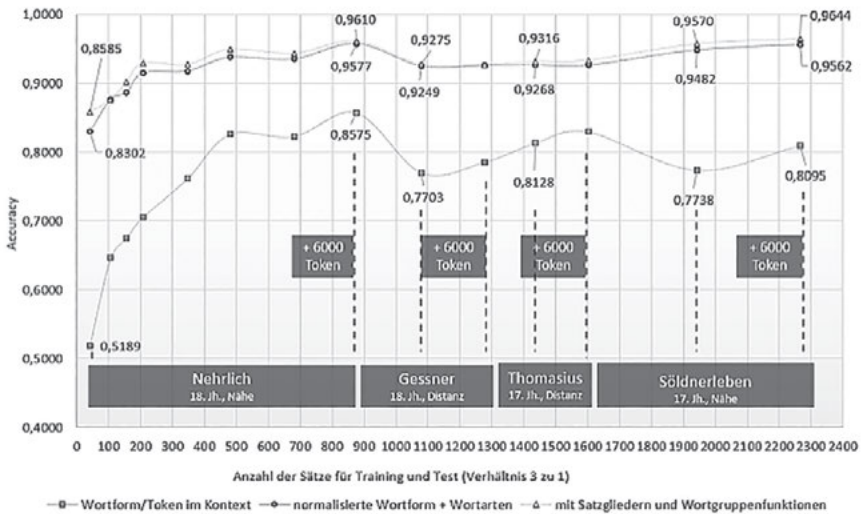 1,0000
0,9000
0,8000
0,7000
0,6000
0,5000
0,4000
Accuracy
0,8585
0,8302
0,5189
0,9610
0,9577
0,8575
0,9275
0,9249
0,7703
0,9316
0,9268
0,8128
0,9570
0,9482
0,7738
0,9644
0,9562
0,8095
+ 6000
Token
+ 6000
Token
+ 6000
Token
+ 6000
Token
Nehrlich
18. Jh., Nähe
Gessner
18. Jh., Distanz
Thomasius
17. Jh., Distanz
Söldnerleben
17. Jh., Nähe
0 100 200 300 400 500 600 700 800 900 1000 1100 1200 1300 1400 1500 1600 1700 1800 1900 2000 2100 2200 2300 2400
Anzahl der Sätze für Training und Test (Verhältnis 3 zu 1)
Wortform/Token im Kontext normalisierte Wortform + Wortarten mit Satzgliedern und Wortgruppenfunktionen